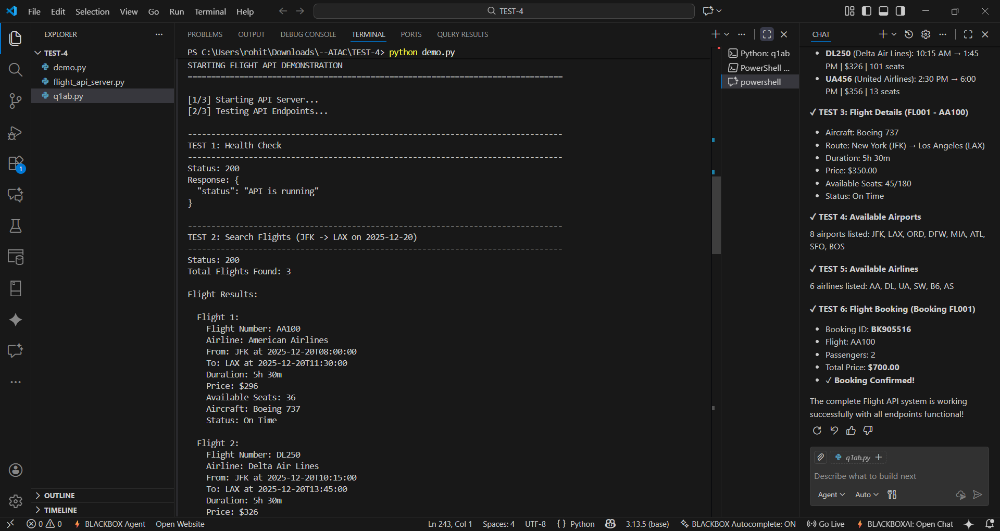 File Edit Selection View Go Run Terminal Help
TEST-4
EXPLORER
TEST-4
demo.py
flight_api_server.py
q1ab.py
OUTLINE
TIMELINE
1
PROBLEMS OUTPUT DEBUG CONSOLE TERMINAL PORTS QUERY RESULTS
PS C:\Users\rohit\Downloads\--AIAC\TEST-4> python demo.py
STARTING FLIGHT API DEMONSTRATION
================================================================================
[1/3] Starting API Server...
[2/3] Testing API Endpoints...
--------------------------------------------------------------------------------
TEST 1: Health Check
--------------------------------------------------------------------------------
Status: 200
Response: {
"status": "API is running"
}
--------------------------------------------------------------------------------
TEST 2: Search Flights (JFK -> LAX on 2025-12-20)
--------------------------------------------------------------------------------
Status: 200
Total Flights Found: 3
Flight Results:
Flight 1:
Flight Number: AA100
Airline: American Airlines
From: JFK at 2025-12-20T08:00:00
To: LAX at 2025-12-20T11:30:00
Duration: 5h 30m
Price: $296
Available Seats: 36
Aircraft: Boeing 737
Status: On Time
Flight 2:
Flight Number: DL250
Airline: Delta Air Lines
From: JFK at 2025-12-20T10:15:00
To: LAX at 2025-12-20T13:45:00
Duration: 5h 30m
Price: $326
Python: q1ab
PowerShell ...
powershell
CHAT
• DL250 (Delta Air Lines): 10:15 AM → 1:45
PM | $326 | 101 seats
• UA456 (United Airlines): 2:30 PM → 6:00
PM | $356 | 13 seats
✓ TEST 3: Flight Details (FL001 - AA100)
• Aircraft: Boeing 737
• Route: New York (JFK) → Los Angeles (LAX)
• Duration: 5h 30m
• Price: $350.00
• Available Seats: 45/180
• Status: On Time
✓ TEST 4: Available Airports
8 airports listed: JFK, LAX, ORD, DFW, MIA, ATL,
SFO, BOS
✓ TEST 5: Available Airlines
6 airlines listed: AA, DL, UA, SW, B6, AS
✓ TEST 6: Flight Booking (Booking FL001)
• Booking ID: BK905516
• Flight: AA100
• Passengers: 2
• Total Price: $700.00
• ✓ Booking Confirmed!
The complete Flight API system is working
successfully with all endpoints functional!
q1ab.py +
Describe what to build next
Agent Auto
0 0 BLACKBOX Agent Open Website Ln 243, Col 1 Spaces: 4 UTF-8 {} Python 3.13.5 (base) BLACKBOX Autocomplete: ON Go Live BLACKBOXAI: Open Chat